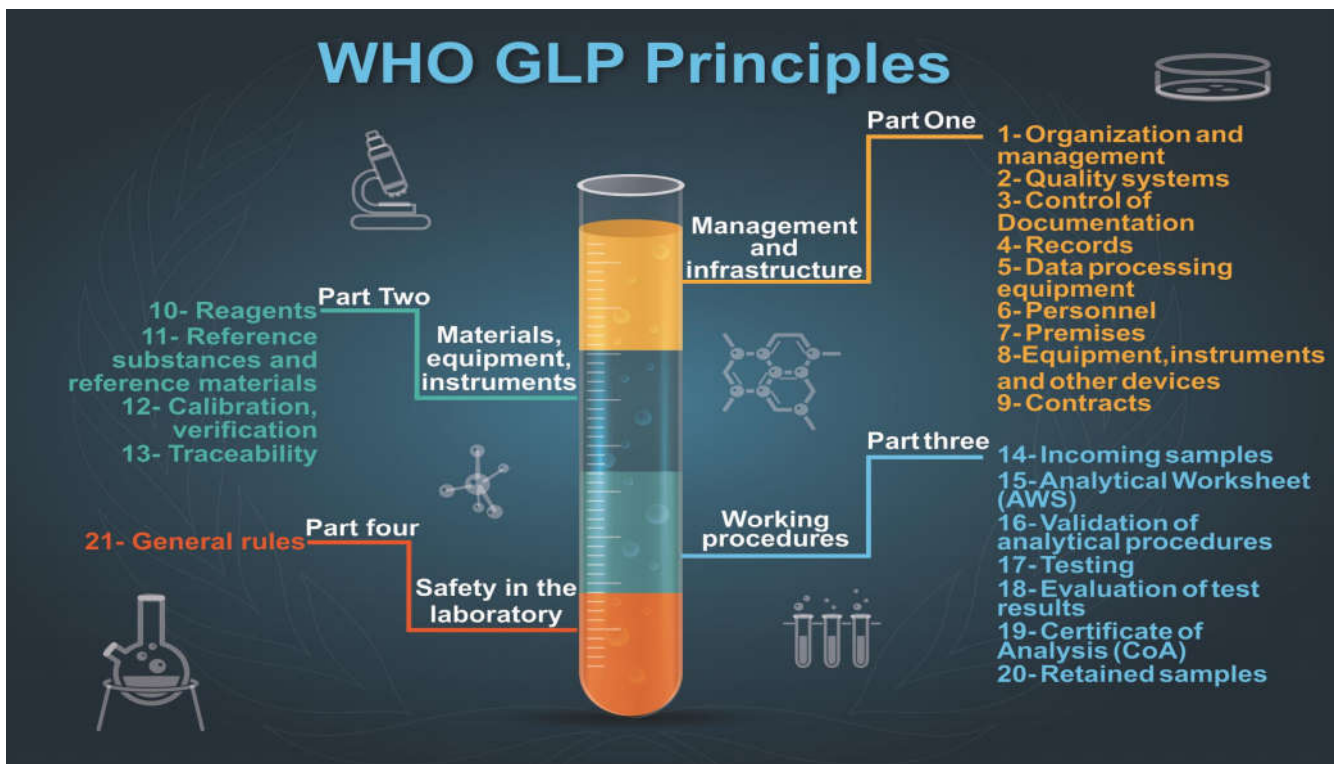 WHO GLP Principles
Part One
Management
and
infrastructure
1- Organization and
management
2- Quality systems
3- Control of
Documentation
4- Records
5- Data processing
equipment
6- Personnel
7- Premises
8-Equipment,instruments
and other devices
9- Contracts
Part Two
Materials,
equipment,
instruments
10- Reagents
11- Reference
substances and
reference materials
12- Calibration,
verification
13- Traceability
Part three
Working
procedures
14- Incoming samples
15-Analytical Worksheet
(AWS)
16-Validation of
analytical procedures
17- Testing
18-Evaluation of test
results
19-Certificate of
Analysis (CoA)
20-Retained samples
Part four
Safety in the
laboratory
21- General rules